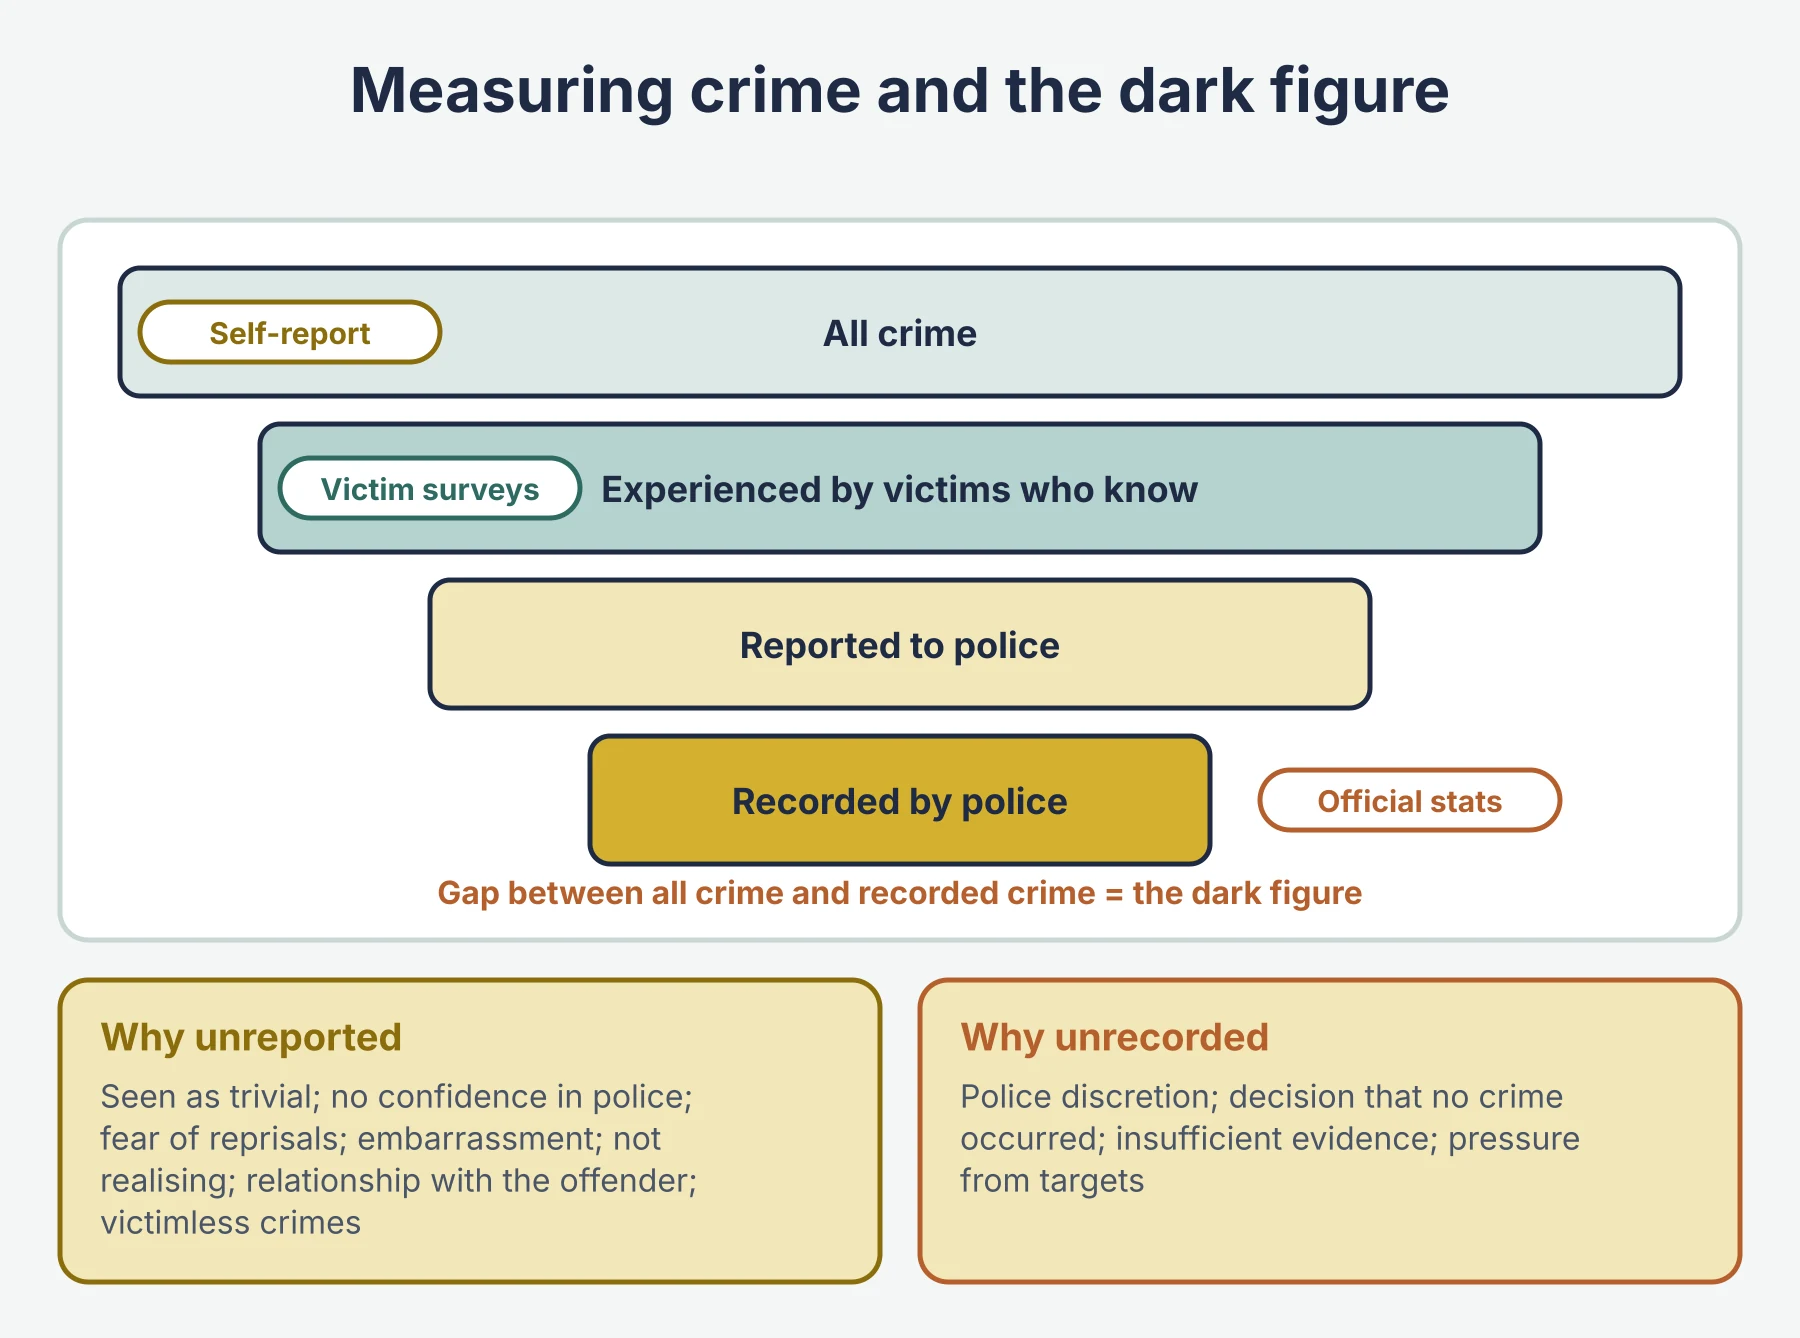 Measuring crime and the dark figure
Self-report
All crime
Victim surveys
Experienced by victims who know
Reported to police
Recorded by police
Official stats
Gap between all crime and recorded crime = the dark figure
Why unreported
Seen as trivial; no confidence in police;
fear of reprisals; embarrassment; not
realising; relationship with the offender;
victimless crimes
Why unrecorded
Police discretion; decision that no crime
occurred; insufficient evidence; pressure
from targets